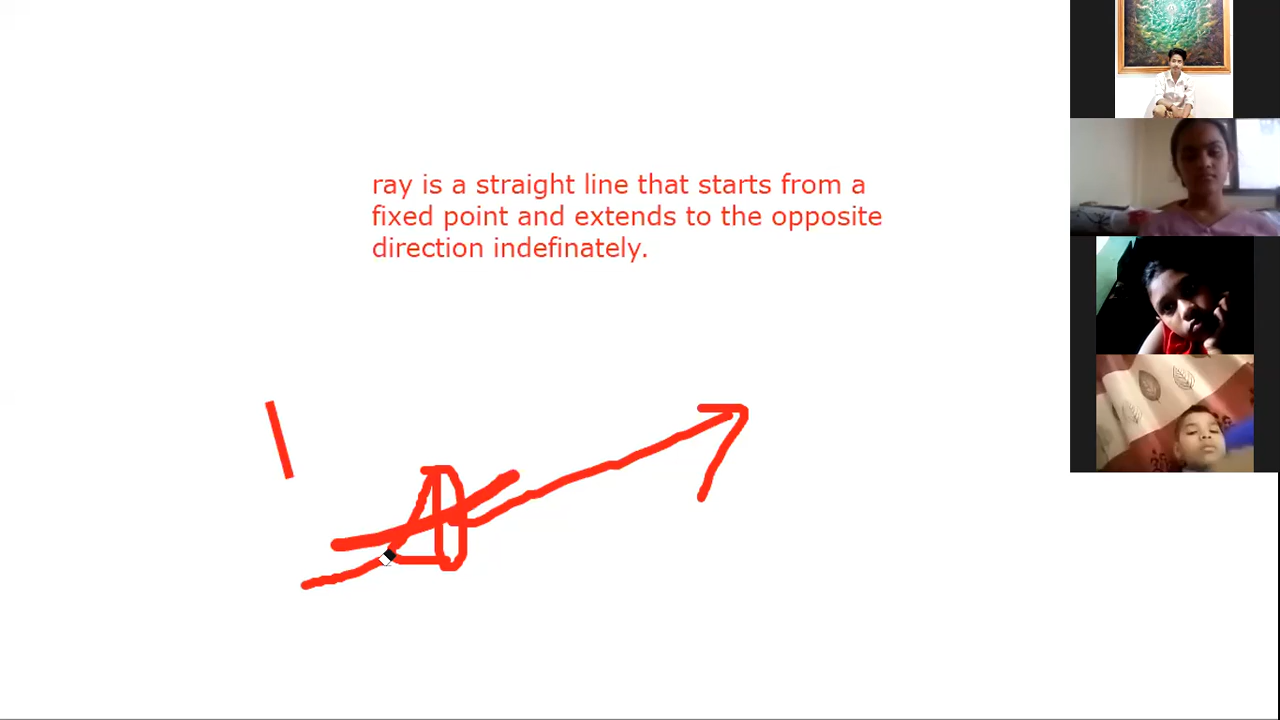 ray is a straight line that starts from a
fixed point and extends to the opposite
direction indefinately.